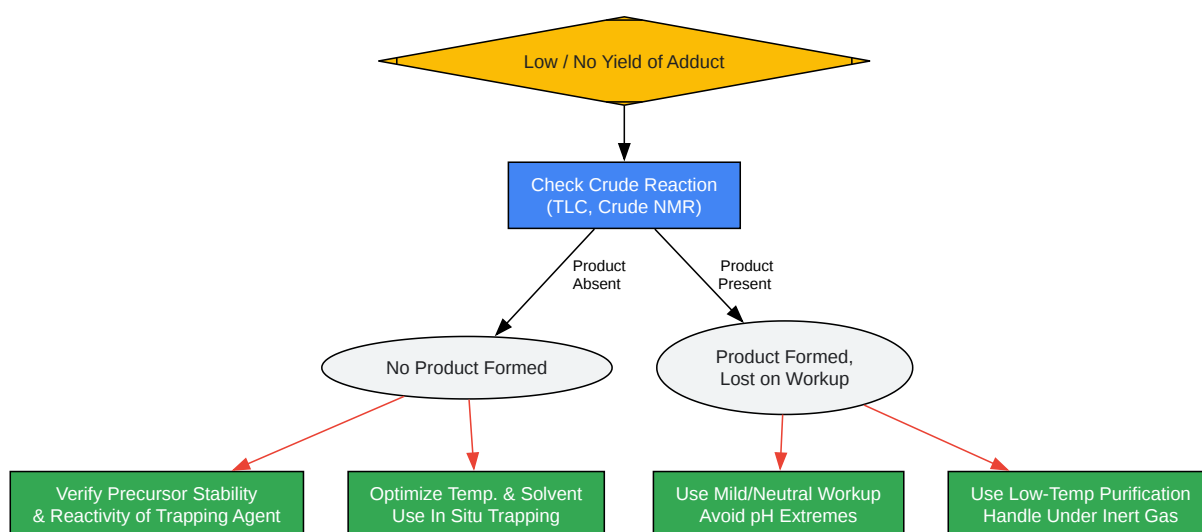 Low / No Yield of Adduct
Check Crude Reaction
(TLC, Crude NMR)
Product
Absent
Product
Present
No Product Formed
Product Formed,
Lost on Workup
Verify Precursor Stability
& Reactivity of Trapping Agent
Optimize Temp. & Solvent
Use In Situ Trapping
Use Mild/Neutral Workup
Avoid pH Extremes
Use Low-Temp Purification
Handle Under Inert Gas